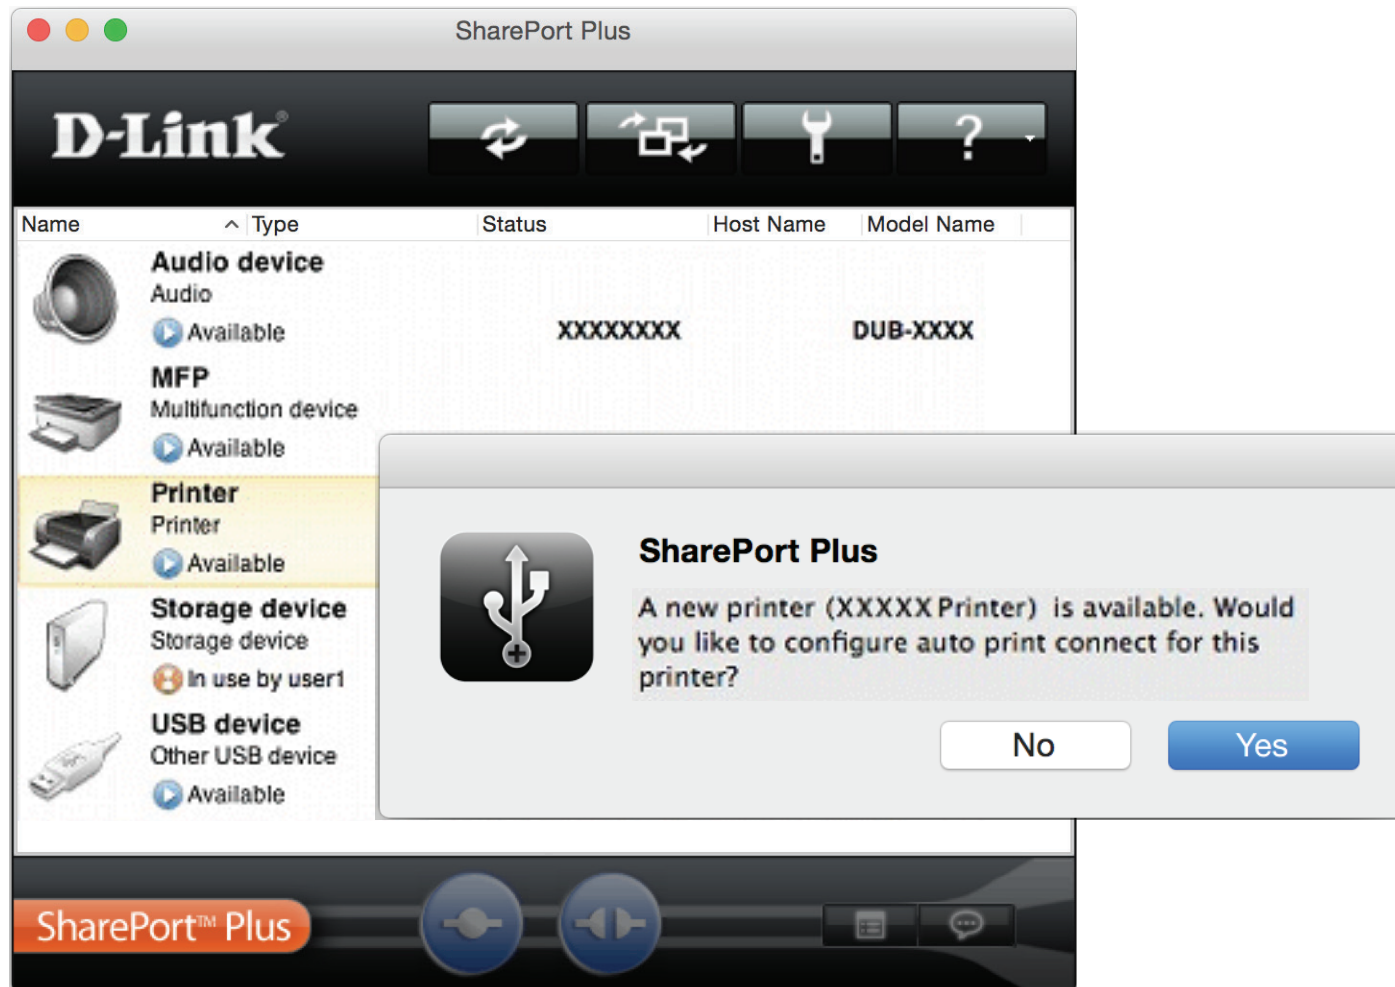 SharePort Plus
D-Link®
?
Name Type Status Host Name Model Name
Audio device
Audio
Available XXXXXXXX DUB-XXXX
MFP
Multifunction device
Available
Printer
Printer
Available
Storage device
Storage device
In use by user1
USB device
Other USB device
Available
SharePort Plus
A new printer (XXXXX Printer) is available. Would
you like to configure auto print connect for this
printer?
No Yes
SharePort™ Plus